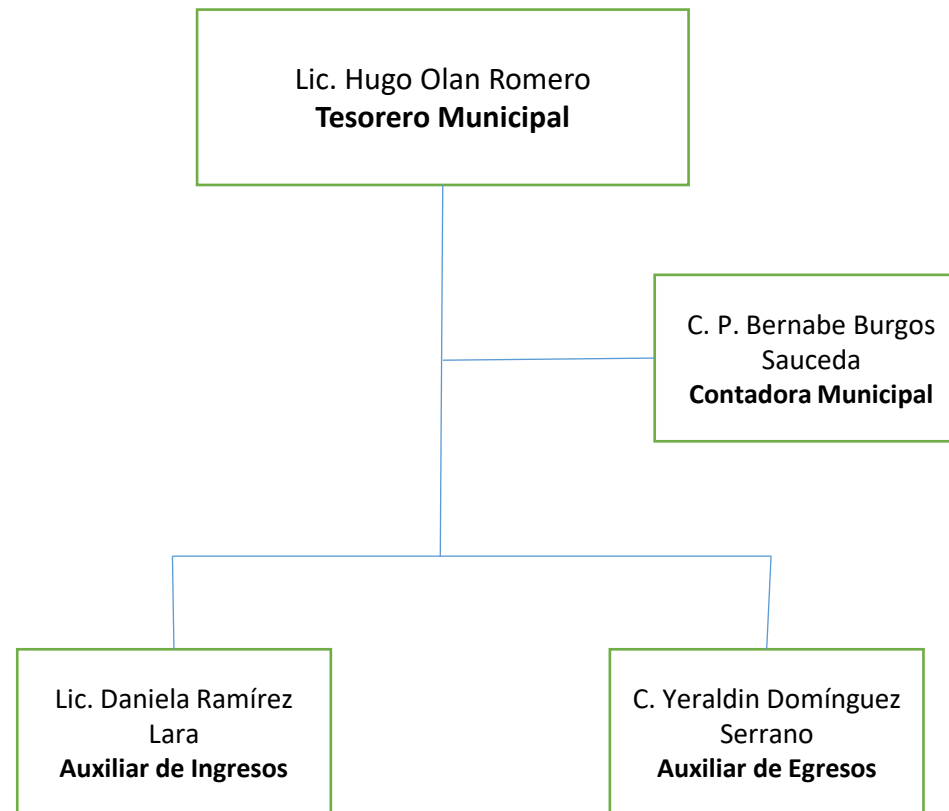 Lic. Hugo Olan Romero
Tesorero Municipal
C. P. Bernabe Burgos
Sauceda
Contadora Municipal
Lic. Daniela Ramírez
Lara
Auxiliar de Ingresos
C. Yeraldin Domínguez
Serrano
Auxiliar de Egresos